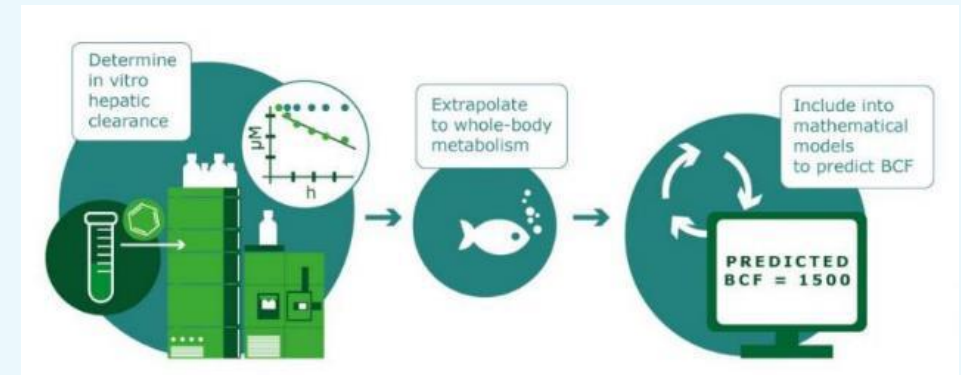 Determine
in vitro
hepatic
clearance
µM
h
Extrapolate
to whole-body
metabolism
Include into
mathematical
models
to predict BCF
PREDICTED
BCF = 1500